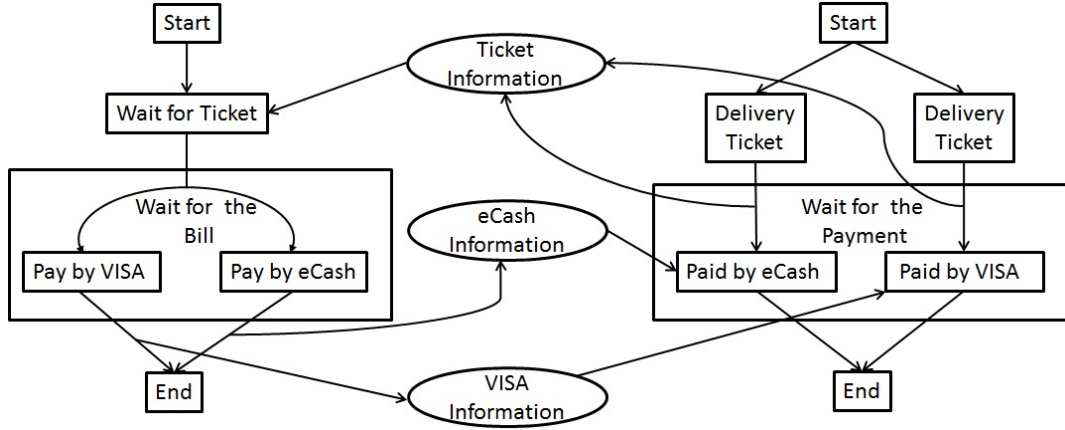 Start
Wait for Ticket
Wait for the
Bill
Pay by VISA
Pay by eCash
End
Ticket
Information
eCash
Information
VISA
Information
Start
Delivery
Ticket
Delivery
Ticket
Wait for the
Payment
Paid by eCash
Paid by VISA
End